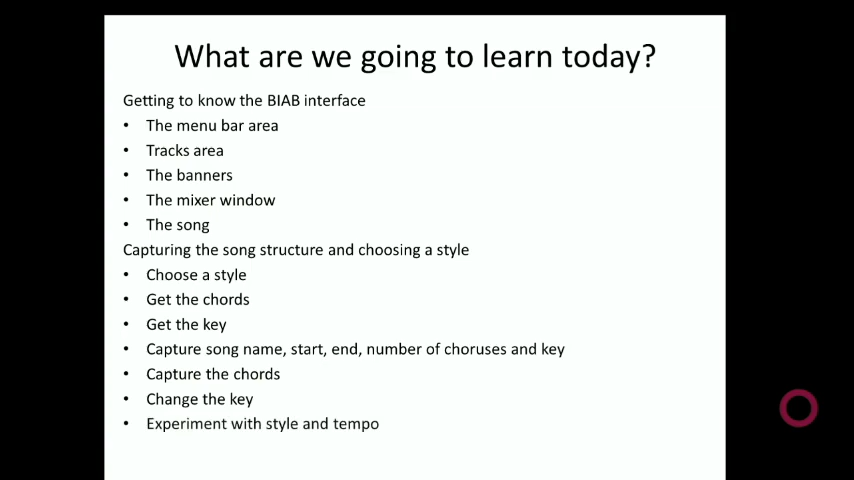 What are we going to learn today?
Getting to know the BIAB interface
• The menu bar area
• Tracks area
• The banners
• The mixer window
• The song
Capturing the song structure and choosing a style
• Choose a style
• Get the chords
• Get the key
• Capture song name, start, end, number of choruses and key
• Capture the chords
• Change the key
• Experiment with style and tempo